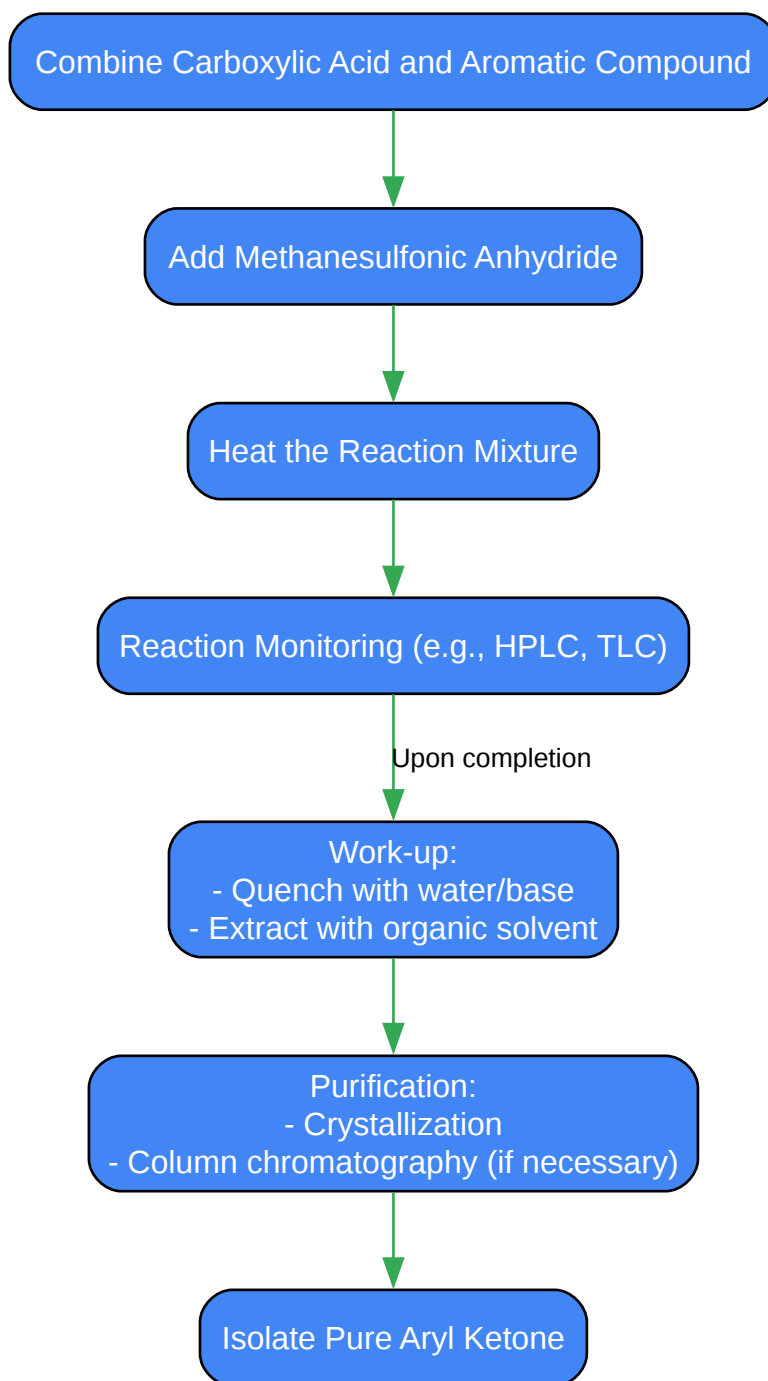 Combine Carboxylic Acid and Aromatic Compound
Add Methanesulfonic Anhydride
Heat the Reaction Mixture
Reaction Monitoring (e.g., HPLC, TLC)
Upon completion
Work-up:
- Quench with water/base
- Extract with organic solvent
Purification:
- Crystallization
- Column chromatography (if necessary)
Isolate Pure Aryl Ketone